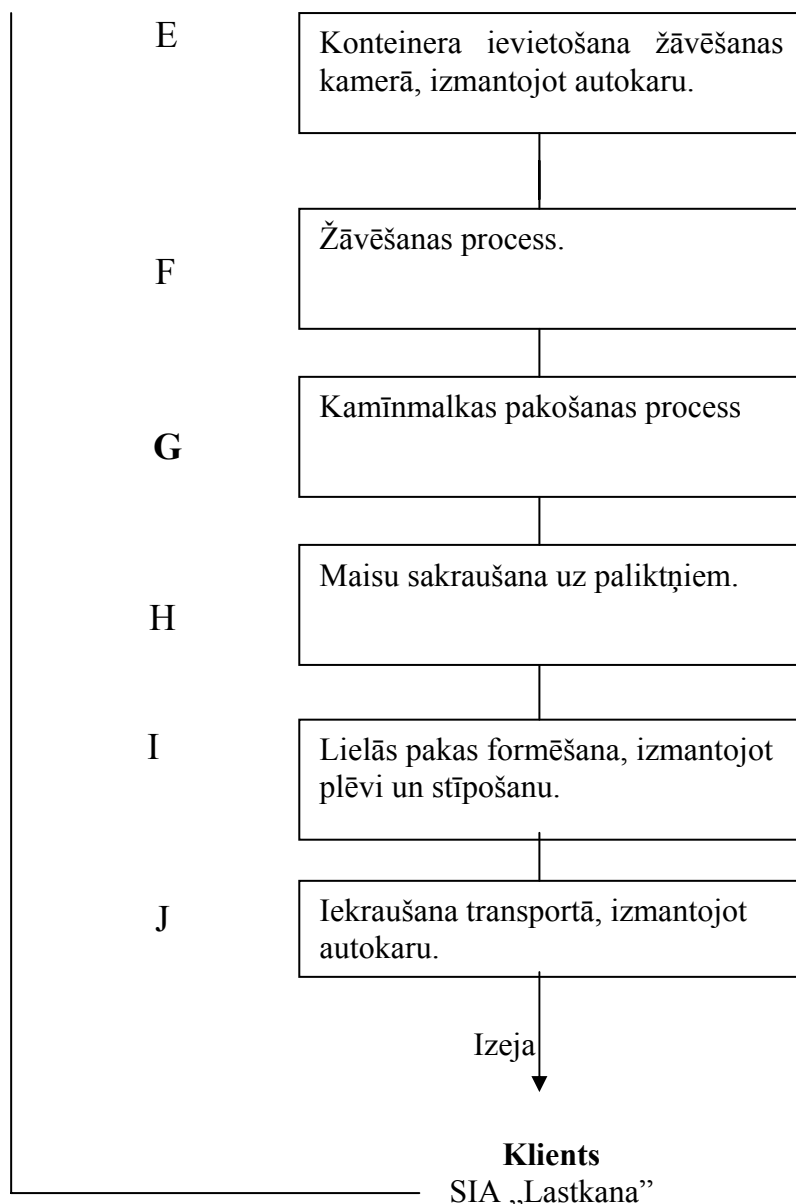 E
Konteinera ievietošana žāvēšanas
kamerā, izmantojot autokaru.
F
Žāvēšanas process.
G
Kamīnmalkas pakošanas process
H
Maisu sakraušana uz paliktņiem.
I
Lielās pakas formēšana, izmantojot
plēvi un stīpošanu.
J
Iekraušana transportā, izmantojot
autokaru.
Izeja
Klients
SIA „Lastkana”